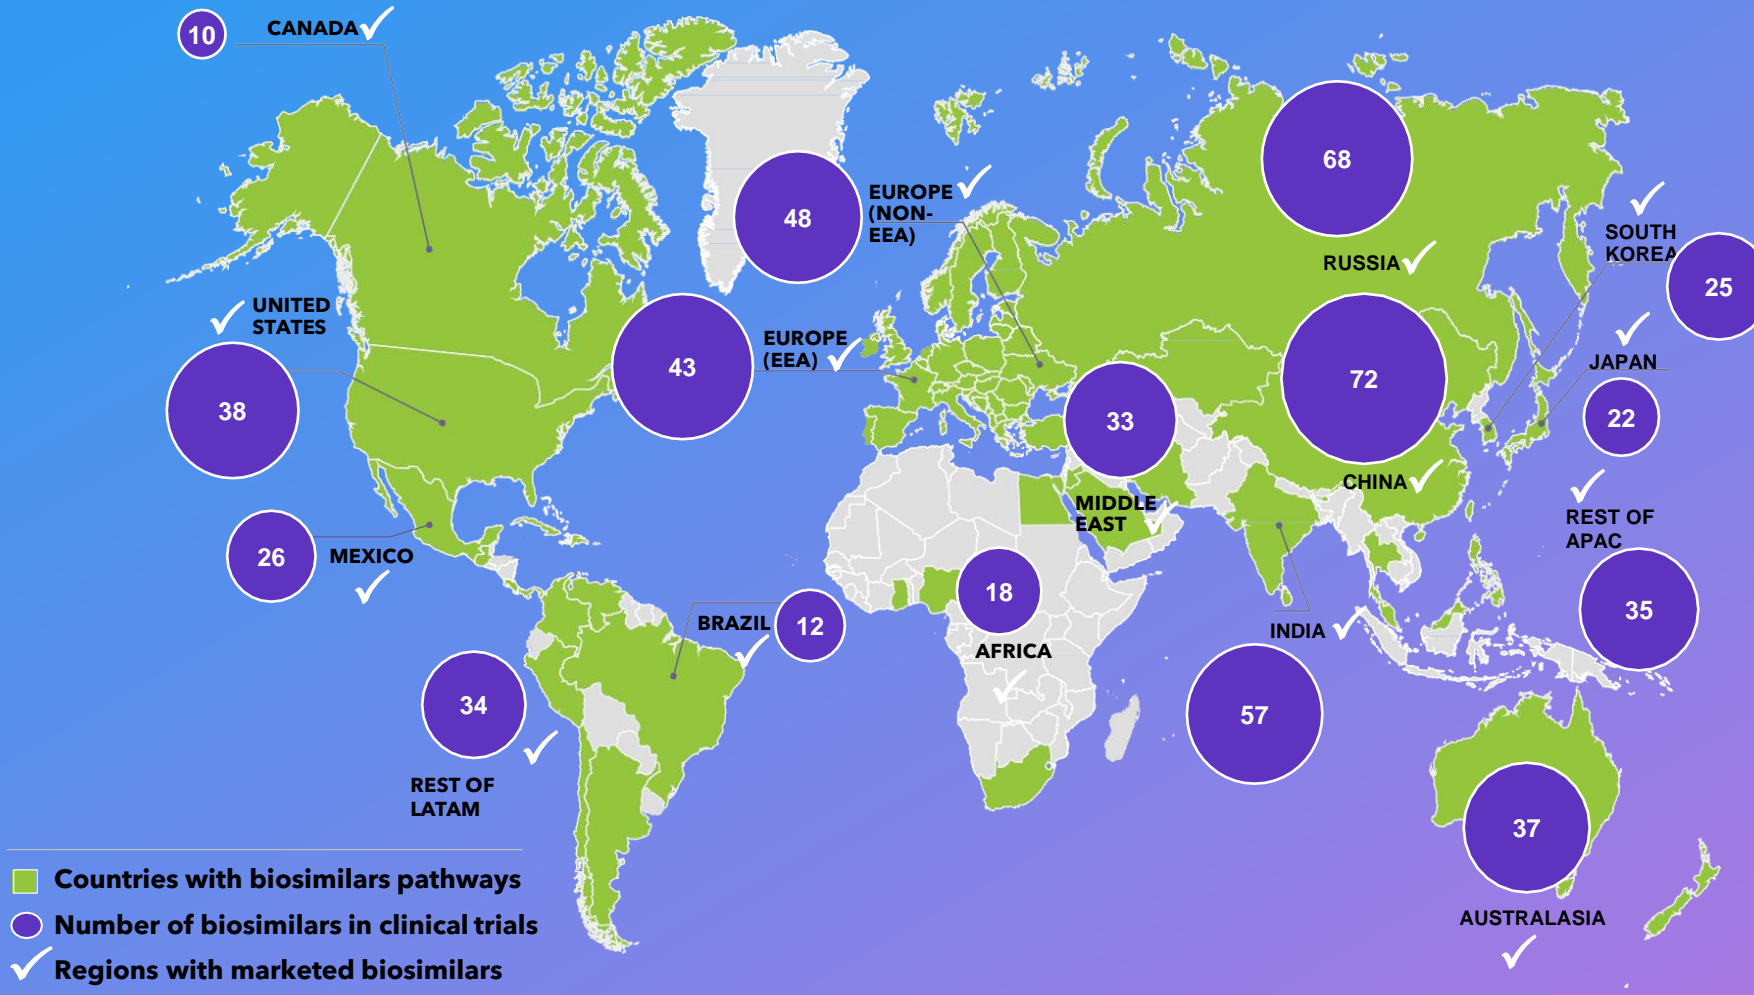 10
CANADA
48
EUROPE
(NON-
EEA)
68
RUSSIA
SOUTH
KOREA
25
UNITED
STATES
38
43
EUROPE
(EEA)
33
72
CHINA
JAPAN
22
26
MEXICO
MIDDLE
EAST
REST OF
APAC
35
BRAZIL
12
18
AFRICA
INDIA
57
34
REST OF
LATAM
37
AUSTRALASIA
Countries with biosimilars pathways
Number of biosimilars in clinical trials
Regions with marketed biosimilars